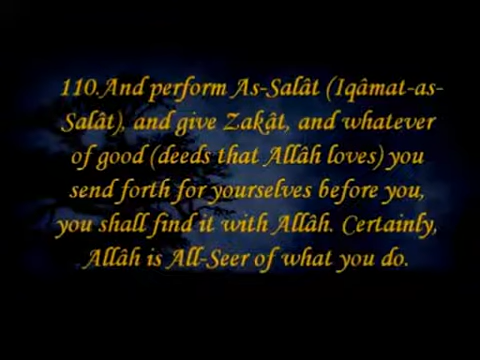 110.And perform As-Salât (Iqâmat-as-
Salât), and give Zakât, and whatever
of good (deeds that Allâh loves) you
send forth for yourselves before you,
you shall find it with Allâh. Certainly,
Allâh is All-Seer of what you do.